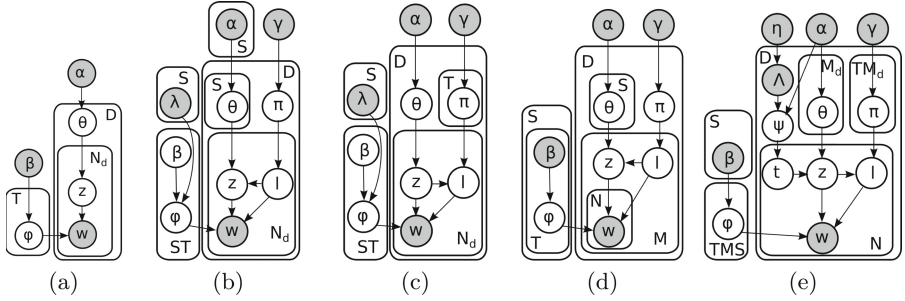 α
θ
D
N_d
β
z
T
φ
w
(a)
α
γ
S
D
S
λ
S
θ
π
β
z
l
φ
w
ST
N_d
(b)
α
γ
D
S
λ
θ
T
π
β
z
l
φ
w
ST
N_d
(c)
α
γ
D
S
θ
π
S
β
z
l
N
φ
w
T
M
(d)
η
α
γ
D
Λ
M_d
TM_d
θ
π
S
ψ
β
t
z
l
φ
w
TMS
N
(e)